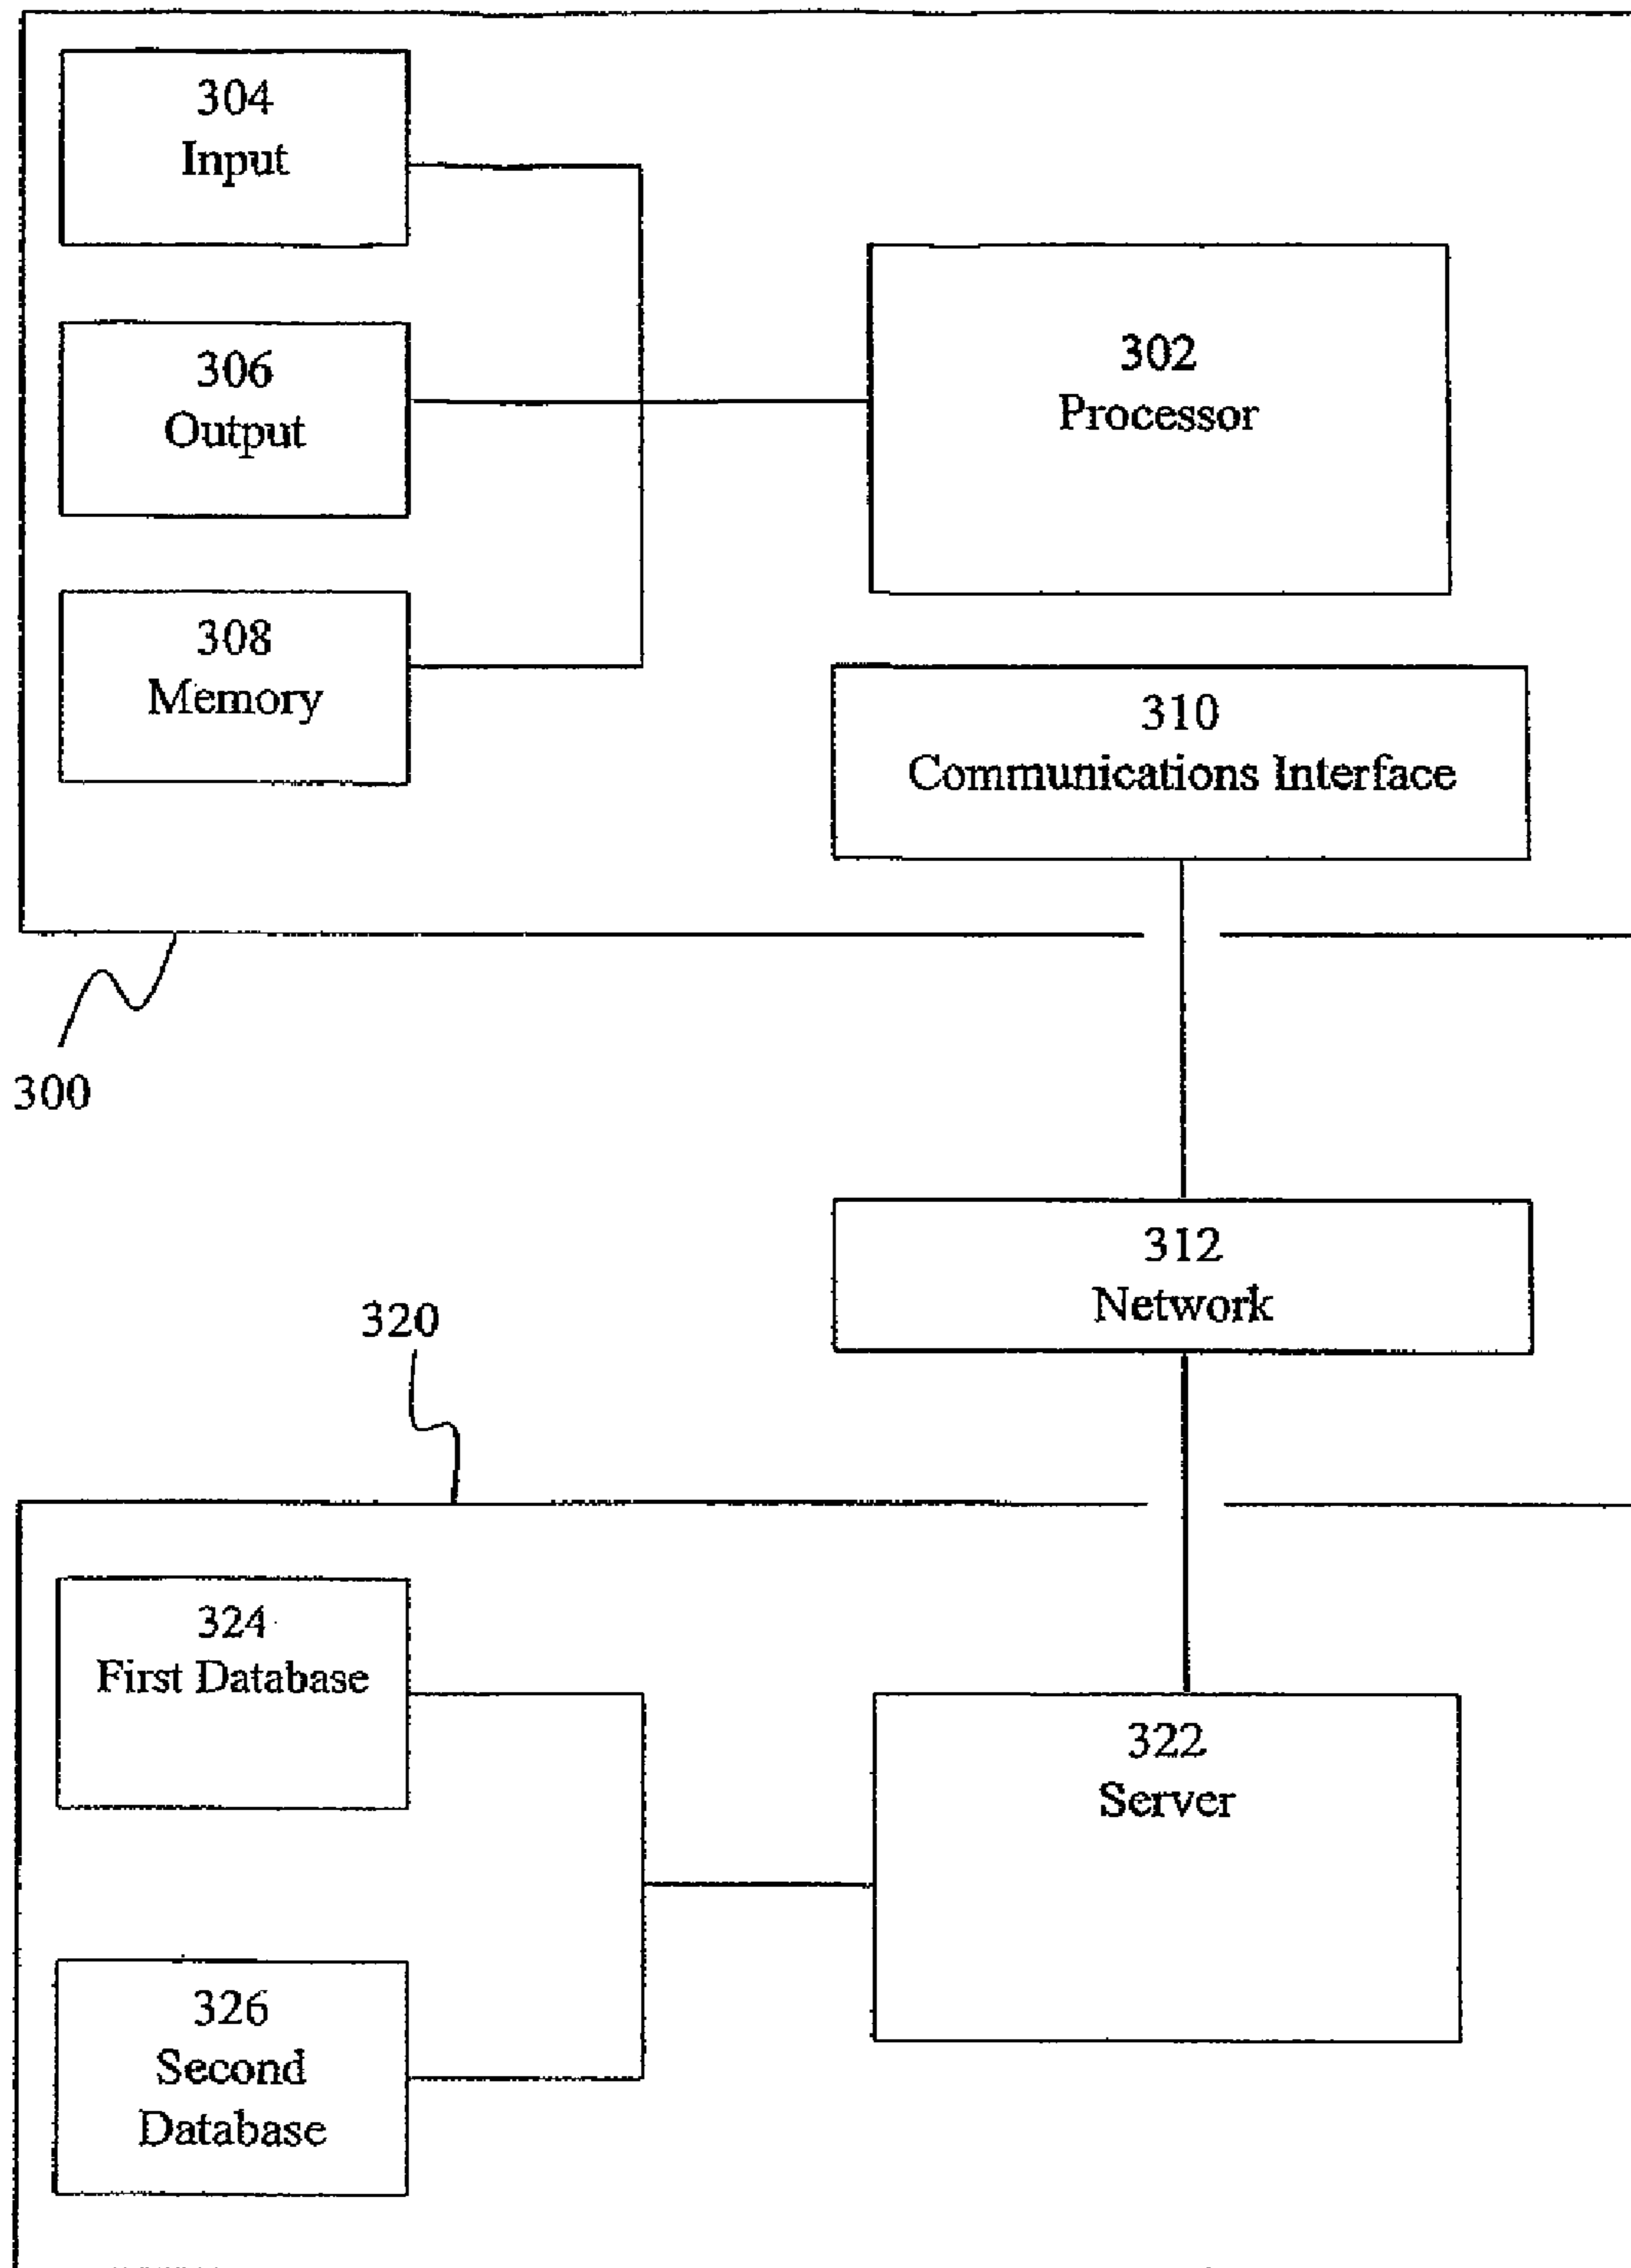 304
Input
306
Output
308
Memory
302
Processor
310
Communications Interface
300
312
Network
320
324
First Database
326
Second
Database
322
Server